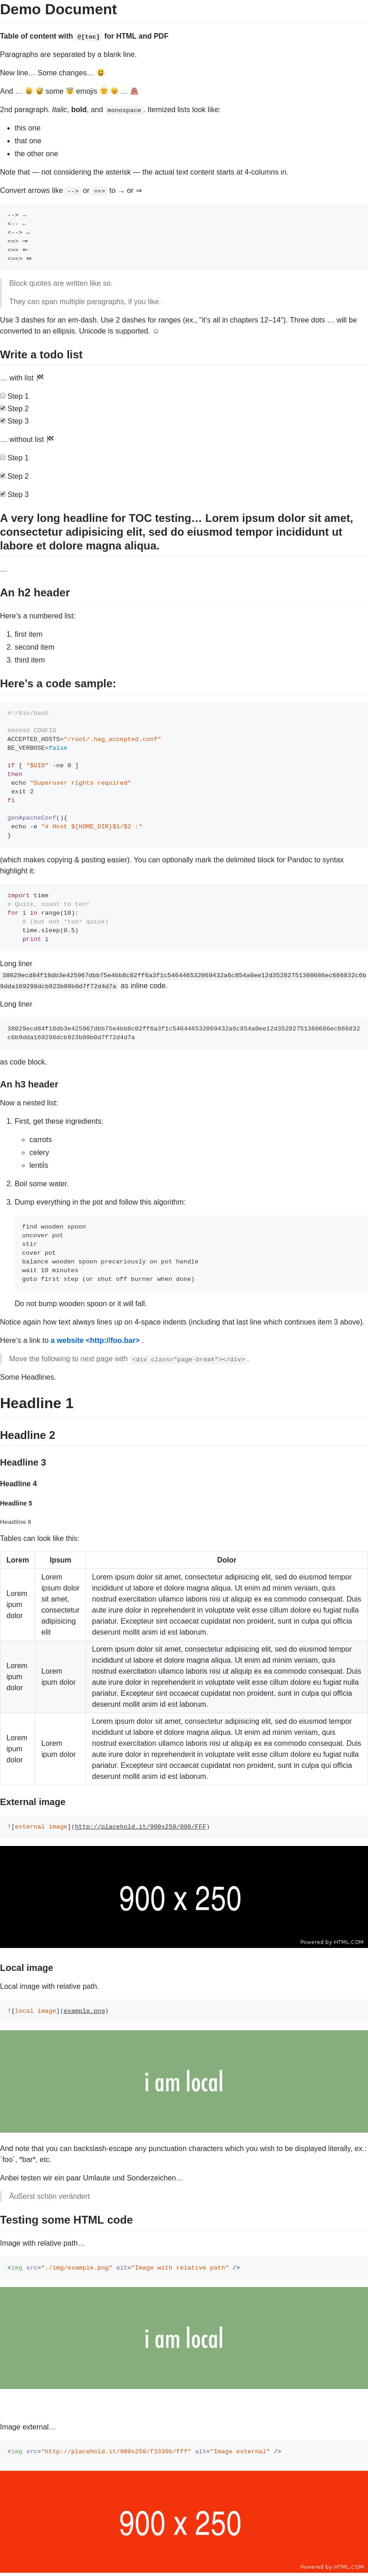 Demo Document
Table of content with @[toc] for HTML and PDF
Paragraphs are separated by a blank line.
New line… Some changes… 😃
And … 😄 😅 some 😇 emojis 🙂 😠 … 🙈
2nd paragraph. Italic, bold, and monospace. Itemized lists look like:
• this one
• that one
• the other one
Note that — not considering the asterisk — the actual text content starts at 4-columns in.
Convert arrows like --> or ==> to → or ⇒
--> →
<-- ←
<--> ↔
==> ⇒
<== ⇐
<==> ⇔
Block quotes are written like so.
They can span multiple paragraphs, if you like.
Use 3 dashes for an em-dash. Use 2 dashes for ranges (ex., “it’s all in chapters 12–14”). Three dots … will be
converted to an ellipsis. Unicode is supported. ☺
Write a todo list
… with list 🏁
☐ Step 1
☑ Step 2
☑ Step 3
… without list 🏁
☐ Step 1
☑ Step 2
☑ Step 3
A very long headline for TOC testing… Lorem ipsum dolor sit amet,
consectetur adipisicing elit, sed do eiusmod tempor incididunt ut
labore et dolore magna aliqua.
…
An h2 header
Here’s a numbered list:
1. first item
2. second item
3. third item
Here’s a code sample:
#!/bin/bash
###### CONFIG
ACCEPTED_HOSTS="/root/.hag_accepted.conf"
BE_VERBOSE=false
if [ "$UID" -ne 0 ]
then
 echo "Superuser rights required"
 exit 2
fi
genApacheConf(){
 echo -e "# Host ${HOME_DIR}$1/$2 :"
}
(which makes copying & pasting easier). You can optionally mark the delimited block for Pandoc to syntax
highlight it:
import time
# Quick, count to ten!
for i in range(10):
    # (but not *too* quick)
    time.sleep(0.5)
    print i
Long liner
38029ecd84f18db3e425967dbb75e4bb8c02ff6a3f1c546446532069432a6c854a0ee12d35282751360686ec666832c6b
9dda169298dcb923b09b0d7f72d4d7a as inline code.
Long liner
38029ecd84f18db3e425967dbb75e4bb8c02ff6a3f1c546446532069432a6c854a0ee12d35282751360686ec666832
c6b9dda169298dcb923b09b0d7f72d4d7a
as code block.
An h3 header
Now a nested list:
1. First, get these ingredients:
◦ carrots
◦ celery
◦ lentils
2. Boil some water.
3. Dump everything in the pot and follow this algorithm:
find wooden spoon
uncover pot
stir
cover pot
balance wooden spoon precariously on pot handle
wait 10 minutes
goto first step (or shut off burner when done)
Do not bump wooden spoon or it will fall.
Notice again how text always lines up on 4-space indents (including that last line which continues item 3 above).
Here’s a link to a website <http://foo.bar> .
Move the following to next page with <div class="page-break"></div>.
Some Headlines.
Headline 1
Headline 2
Headline 3
Headline 4
Headline 5
Headline 6
Tables can look like this:
Lorem Ipsum Dolor
Lorem
ipum
dolor
Lorem
ipsum dolor
sit amet,
consectetur
adipisicing
elit
Lorem ipsum dolor sit amet, consectetur adipisicing elit, sed do eiusmod tempor
incididunt ut labore et dolore magna aliqua. Ut enim ad minim veniam, quis
nostrud exercitation ullamco laboris nisi ut aliquip ex ea commodo consequat. Duis
aute irure dolor in reprehenderit in voluptate velit esse cillum dolore eu fugiat nulla
pariatur. Excepteur sint occaecat cupidatat non proident, sunt in culpa qui officia
deserunt mollit anim id est laborum.
Lorem
ipum
dolor
Lorem
ipum dolor
Lorem ipsum dolor sit amet, consectetur adipisicing elit, sed do eiusmod tempor
incididunt ut labore et dolore magna aliqua. Ut enim ad minim veniam, quis
nostrud exercitation ullamco laboris nisi ut aliquip ex ea commodo consequat. Duis
aute irure dolor in reprehenderit in voluptate velit esse cillum dolore eu fugiat nulla
pariatur. Excepteur sint occaecat cupidatat non proident, sunt in culpa qui officia
deserunt mollit anim id est laborum.
Lorem
ipum
dolor
Lorem
ipum dolor
Lorem ipsum dolor sit amet, consectetur adipisicing elit, sed do eiusmod tempor
incididunt ut labore et dolore magna aliqua. Ut enim ad minim veniam, quis
nostrud exercitation ullamco laboris nisi ut aliquip ex ea commodo consequat. Duis
aute irure dolor in reprehenderit in voluptate velit esse cillum dolore eu fugiat nulla
pariatur. Excepteur sint occaecat cupidatat non proident, sunt in culpa qui officia
deserunt mollit anim id est laborum.
External image
![external image](http://placehold.it/900x250/000/FFF)
900 x 250
Powered by HTML.COM
Local image
Local image with relative path.
![local image](example.png)
i am local
And note that you can backslash-escape any punctuation characters which you wish to be displayed literally, ex.:
`foo`, *bar*, etc.
Anbei testen wir ein paar Umlaute und Sonderzeichen…
Äußerst schön verändert
Testing some HTML code
Image with relative path…
<img src="./img/example.png" alt="Image with relative path" />
i am local
Image external…
<img src="http://placehold.it/900x250/f3330b/fff" alt="Image external" />
900 x 250
Powered by HTML.COM